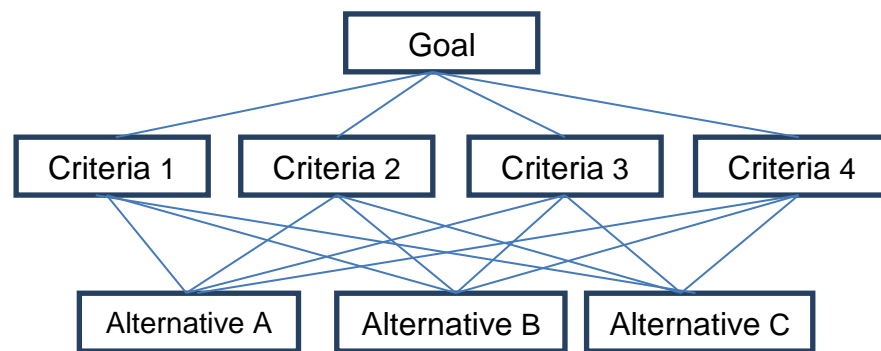 Goal
Criteria 1
Criteria 2
Criteria 3
Criteria 4
Alternative A
Alternative B
Alternative C